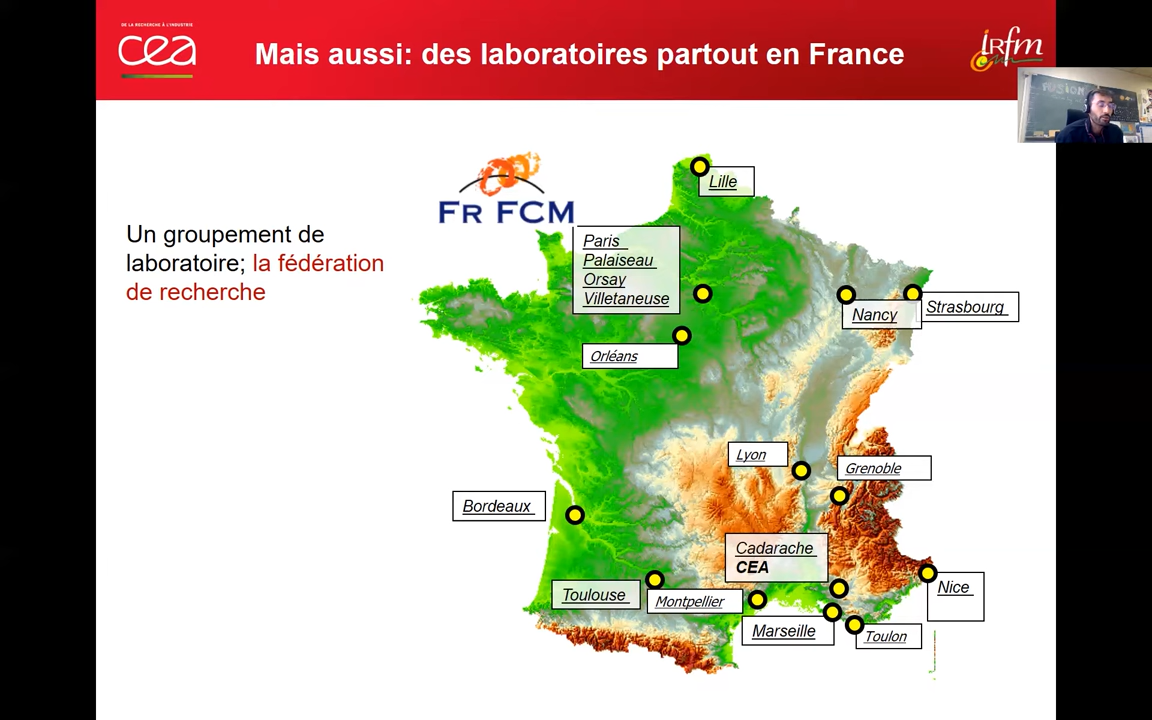 DE LA RECHERCHE À L'INDUSTRIE
cea
Mais aussi: des laboratoires partout en France
IRfm
FUSION
FR FCM
Lille
Un groupement de
laboratoire; la fédération
de recherche
Paris
Palaiseau
Orsay
Villetaneuse
Nancy
Strasbourg
Orléans
Lyon
Grenoble
Bordeaux
Cadarache
CEA
Toulouse
Montpellier
Nice
Marseille
Toulon